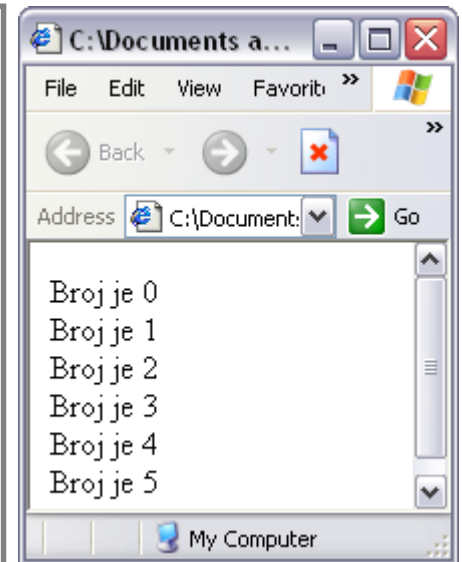 C:\Documents a...
File Edit View Favorit »
Back »
Address C:\Document: Go
Broj je 0
Broj je 1
Broj je 2
Broj je 3
Broj je 4
Broj je 5
My Computer